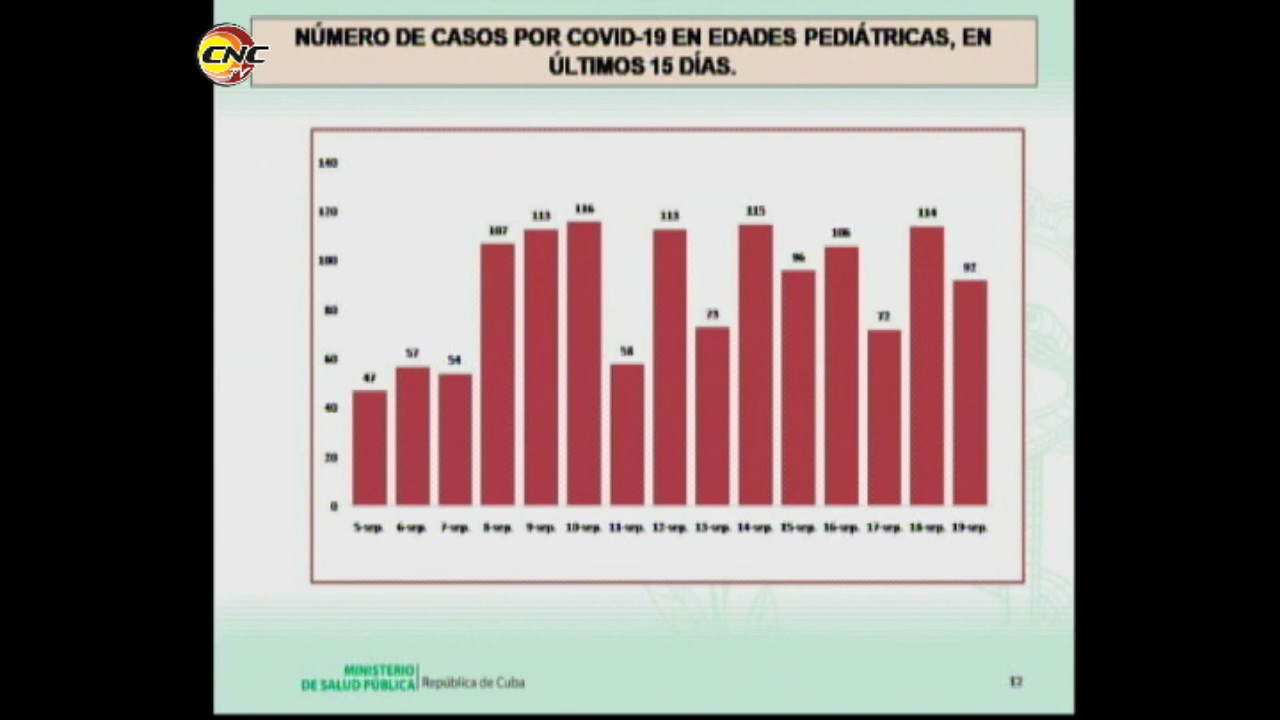 CNC TV
NÚMERO DE CASOS POR COVID-19 EN EDADES PEDIÁTRICAS, EN
ÚLTIMOS 15 DÍAS.
140
120
100
80
60
40
20
0
47
57
54
107
113
116
58
113
73
115
96
106
72
114
92
5-sep.
6-sep.
7-sep.
8-sep.
9-sep.
10-sep.
11-sep.
12-sep.
13-sep.
14-sep.
15-sep.
16-sep.
17-sep.
18-sep.
19-sep.
MINISTERIO
DE SALUD PÚBLICA
República de Cuba
12